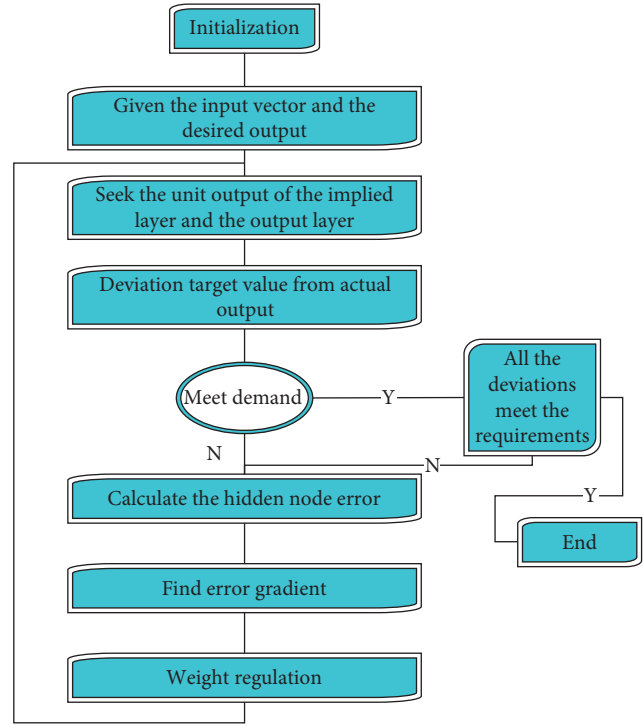 Initialization
Given the input vector and the
desired output
Seek the unit output of the implied
layer and the output layer
Deviation target value from actual
output
Meet demand
Y
All the
deviations
meet the
requirements
N
N
Y
Calculate the hidden node error
End
Find error gradient
Weight regulation